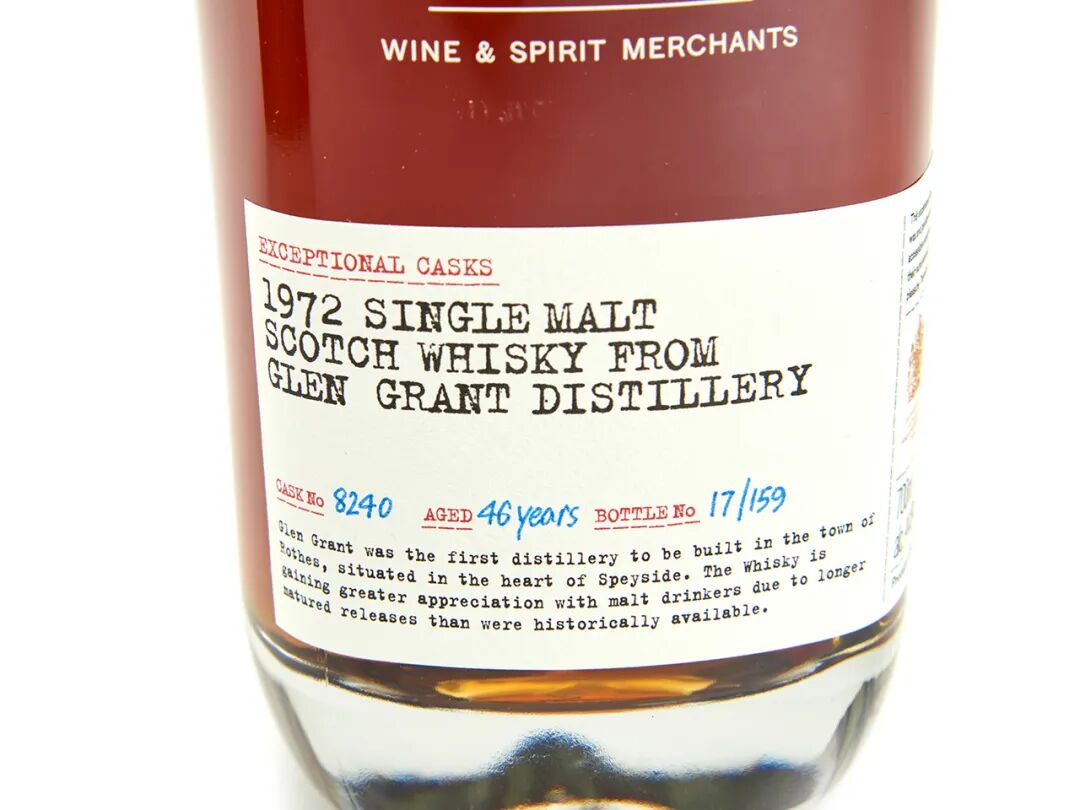 WINE & SPIRIT MERCHANTS
EXCEPTIONAL CASKS
1972 SINGLE MALT
SCOTCH WHISKY FROM
GLEN GRANT DISTILLERY
CASK No 8240 AGED 46 years BOTTLE No 17/159
Glen Grant was the first distillery to be built in the town of
Rothes, situated in the heart of Speyside. The Whisky is
gaining greater appreciation with malt drinkers due to longer
matured releases than were historically available.